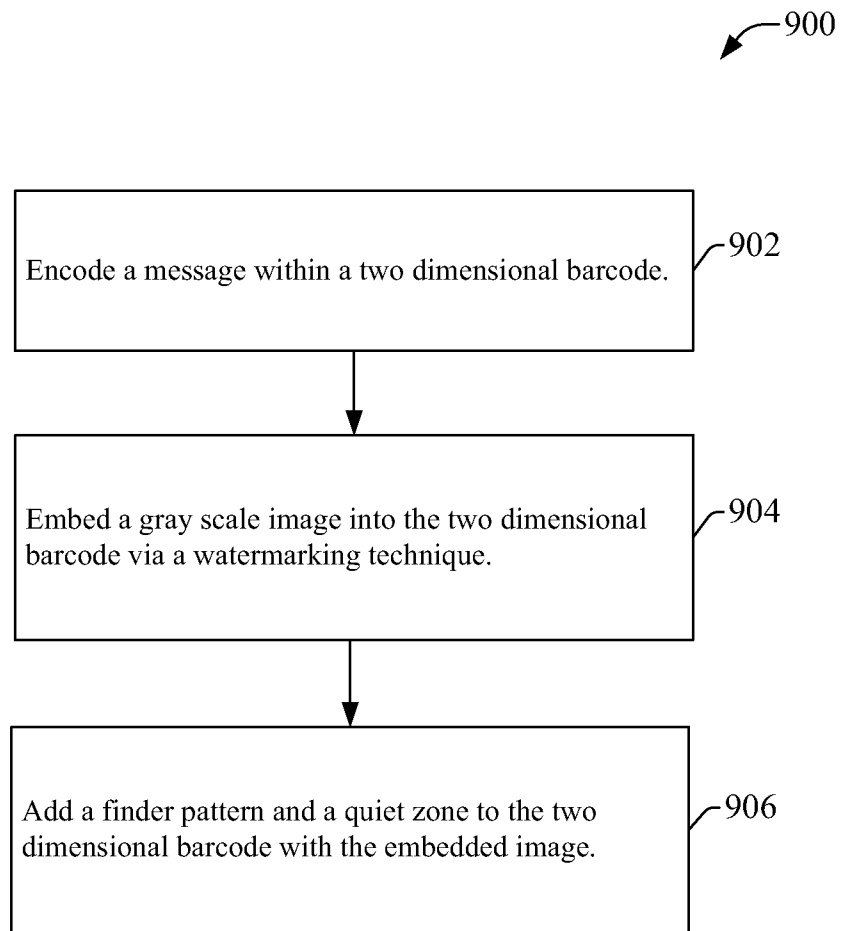 900
Encode a message within a two dimensional barcode.
902
Embed a gray scale image into the two dimensional
barcode via a watermarking technique.
904
Add a finder pattern and a quiet zone to the two
dimensional barcode with the embedded image.
906